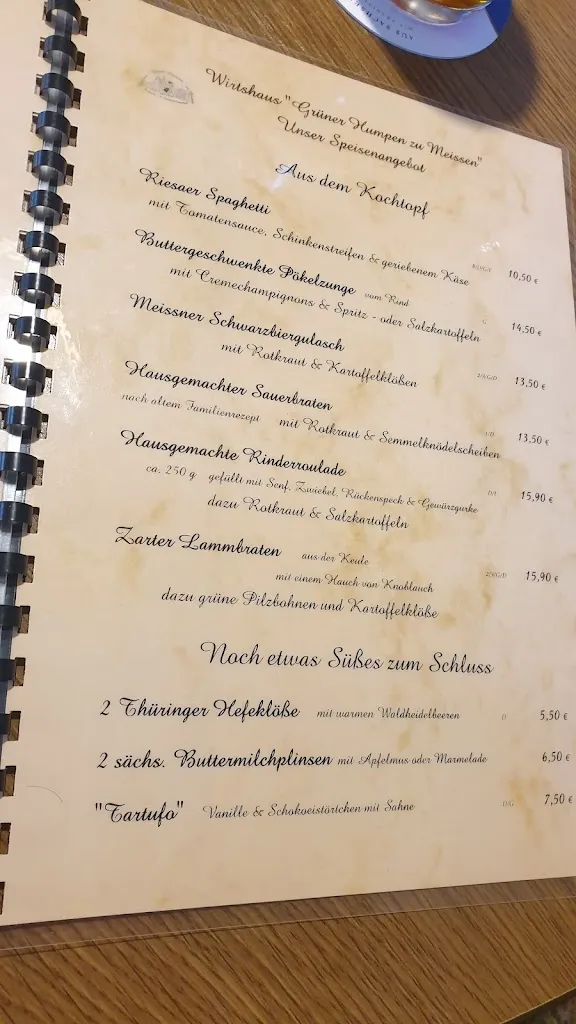 Wirtshaus "Grüner Humpen zu Meissen"
Unser Speisenangebot
Aus dem Kochtopf
Riesaer Spaghetti
mit Tomatensauce, Schinkenstreifen & geriebenem Käse 10,50 €
Buttergeschwenkte Pökelzunge vom Rind
mit Cremechampignons & Spritz - oder Salzkartoffeln 14,50 €
Meissner Schwarzbiergulasch
mit Rotkraut & Kartoffelklößen 13,50 €
Hausgemachter Sauerbraten
nach altem Familienrezept mit Rotkraut & Semmelknödelscheiben 13,50 €
Hausgemachte Rinderroulade
ca. 250 g gefüllt mit Senf, Zwiebel, Rückenspeck & Gewürzgurke 15,90 €
dazu Rotkraut & Salzkartoffeln
Zarter Lammbraten aus der Keule
mit einem Hauch von Knoblauch 15,90 €
dazu grüne Pilzbohnen und Kartoffelklöße
Noch etwas Süßes zum Schluss
2 Thüringer Hefeklöße mit warmen Waldheidelbeeren D 5,50 €
2 sächs. Buttermilchplinsen mit Apfelmus oder Marmelade 6,50 €
"Tartufo" Vanille & Schokoeistörtchen mit Sahne D/G 7,50 €